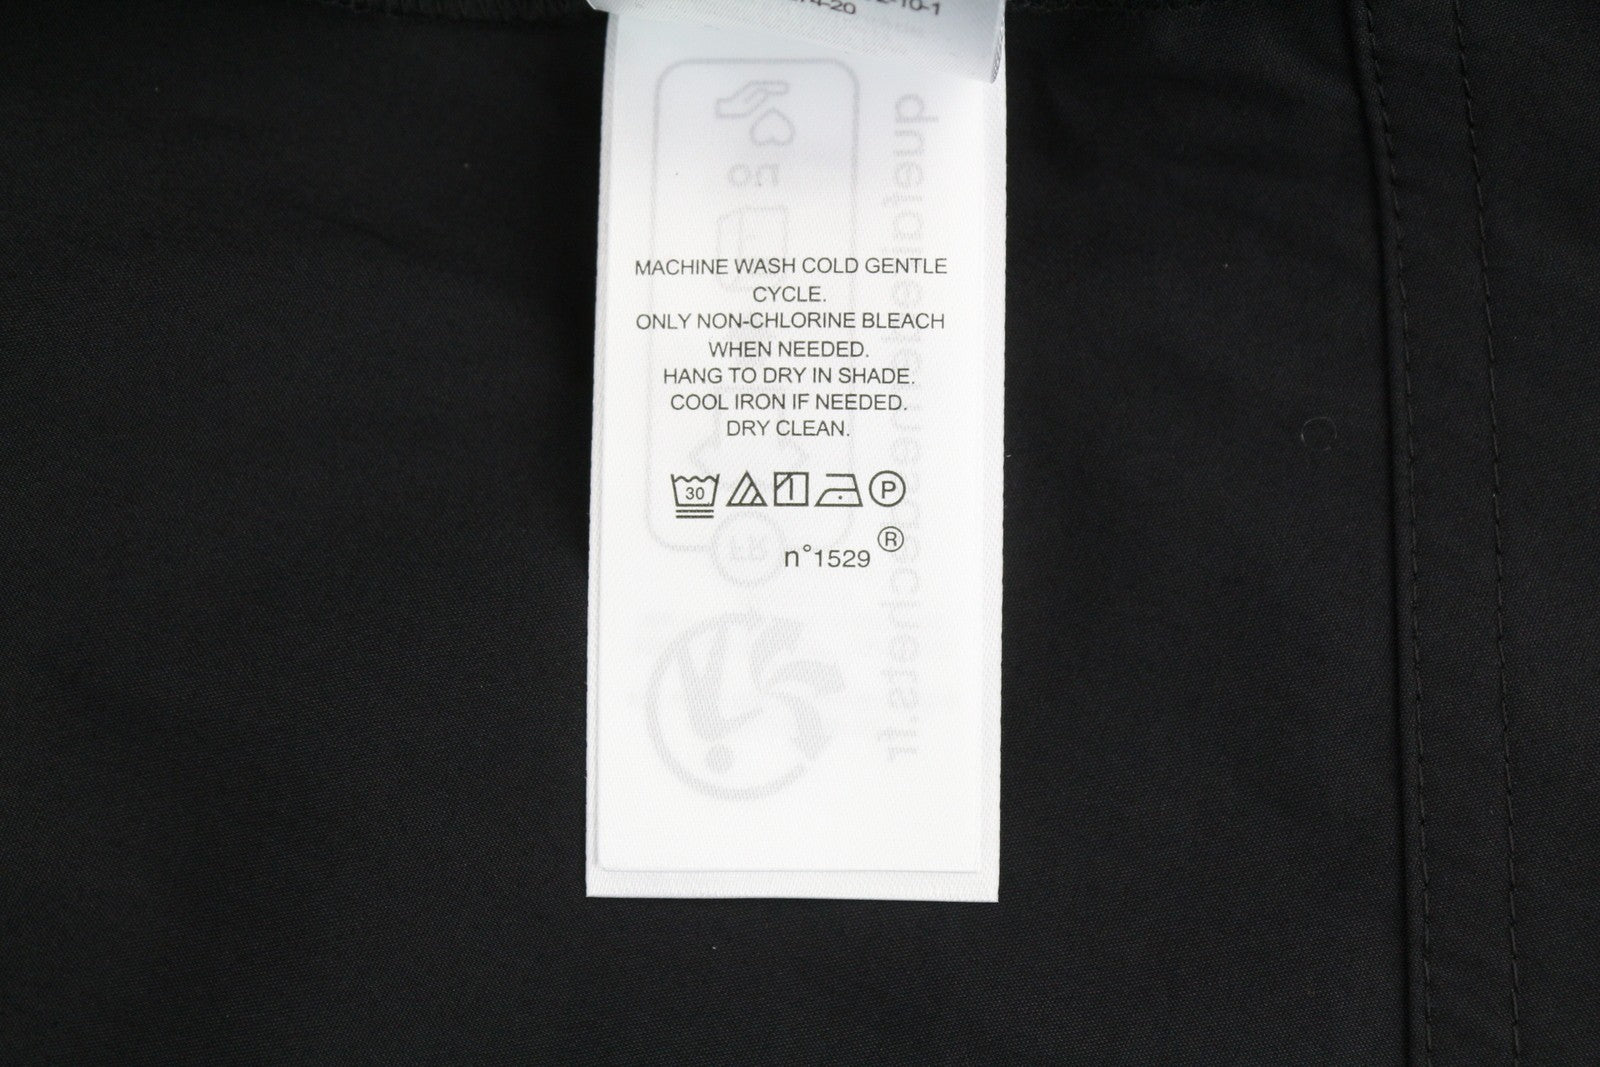 MACHINE WASH COLD GENTLE
CYCLE.
ONLY NON-CHLORINE BLEACH
WHEN NEEDED.
HANG TO DRY IN SHADE.
COOL IRON IF NEEDED.
DRY CLEAN.
30 P
n°1529 ®